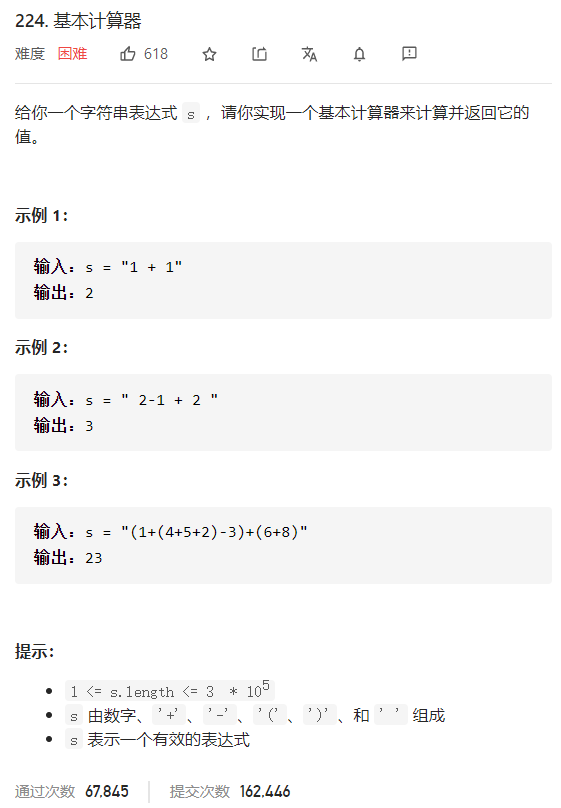 224. 基本计算器
难度 困难 618
给你一个字符串表达式 s ，请你实现一个基本计算器来计算并返回它的
值。
示例 1：
输入：s = "1 + 1"
输出：2
示例 2：
输入：s = " 2-1 + 2 "
输出：3
示例 3：
输入：s = "(1+(4+5+2)-3)+(6+8)"
输出：23
提示：
1 <= s.length <= 3 * 10⁵
s 由数字、'+'、'-'、'('、')'、和 ' ' 组成
s 表示一个有效的表达式
通过次数 67,845 提交次数 162,446